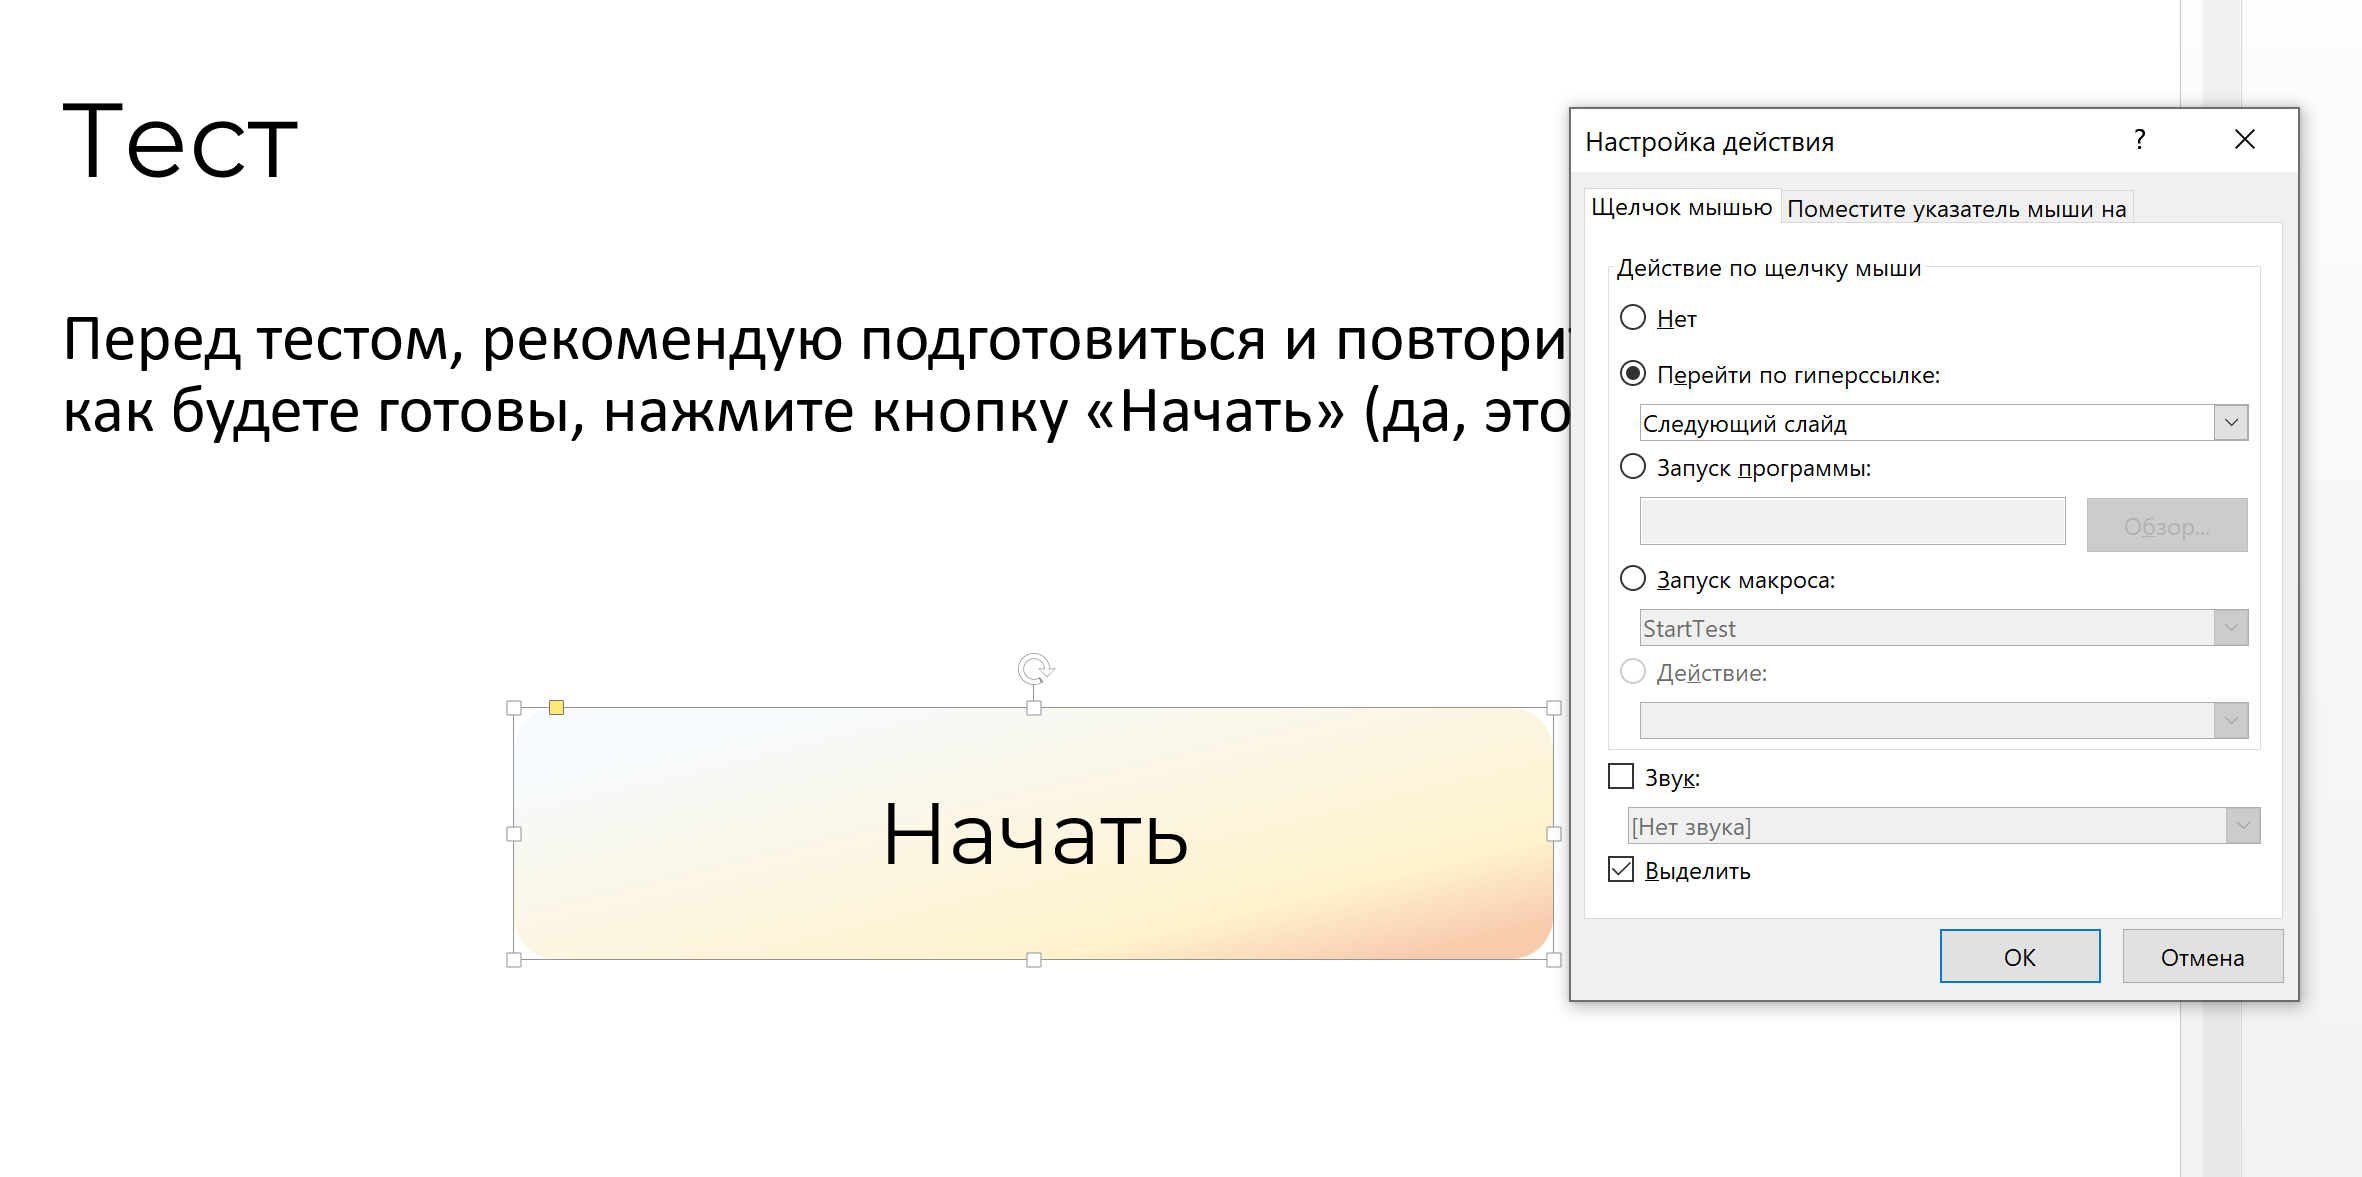 Тест
Перед тестом, рекомендую подготовиться и
как будете готовы, нажмите кнопку «Начать» (да, это
Начать
Настройка действия
?
Щелчок мышью
Поместите указатель мыши на
Действие по щелчку мыши
Нет
Перейти по гиперссылке:
Следующий слайд
Запуск программы:
Обзор...
Запуск макроса:
StartTest
Действие:
Звук:
[Нет звука]
Выделить
ОК
Отмена